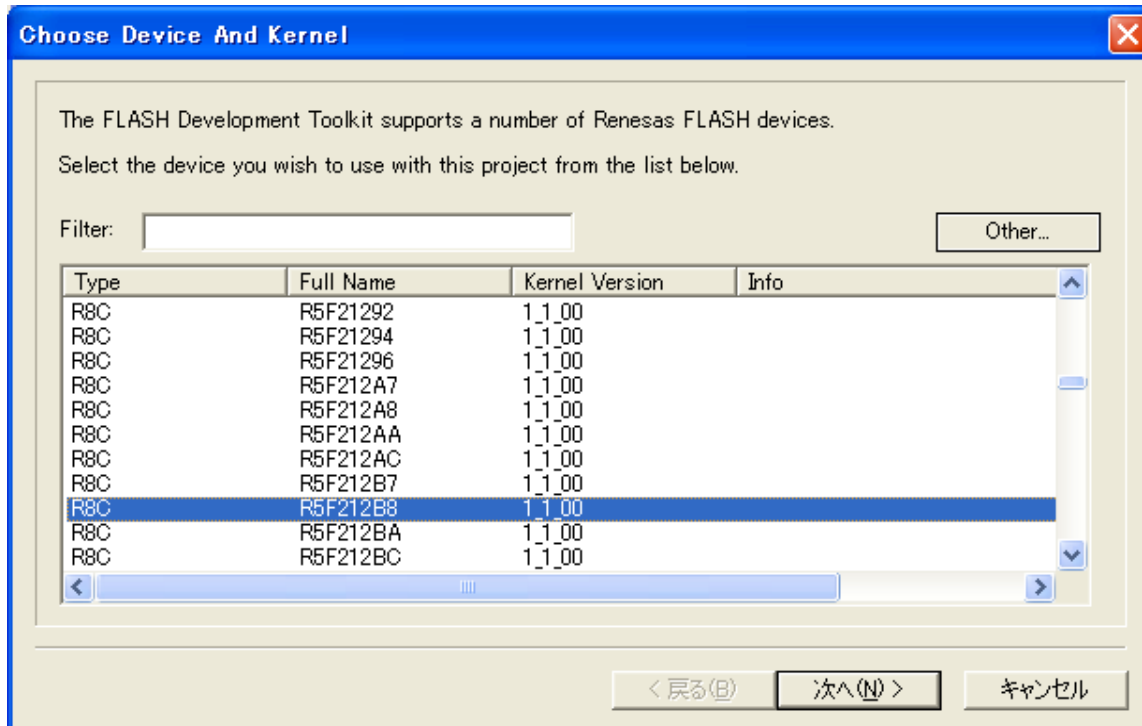 Choose Device And Kernel
The FLASH Development Toolkit supports a number of Renesas FLASH devices.
Select the device you wish to use with this project from the list below.
Filter: Other...
Type Full Name Kernel Version Info
R8C R5F21292 1_1_00
R8C R5F21294 1_1_00
R8C R5F21296 1_1_00
R8C R5F212A7 1_1_00
R8C R5F212A8 1_1_00
R8C R5F212AA 1_1_00
R8C R5F212AC 1_1_00
R8C R5F212B7 1_1_00
R8C R5F212B8 1_1_00
R8C R5F212BA 1_1_00
R8C R5F212BC 1_1_00
< 戻る(B) 次へ(N) > キャンセル